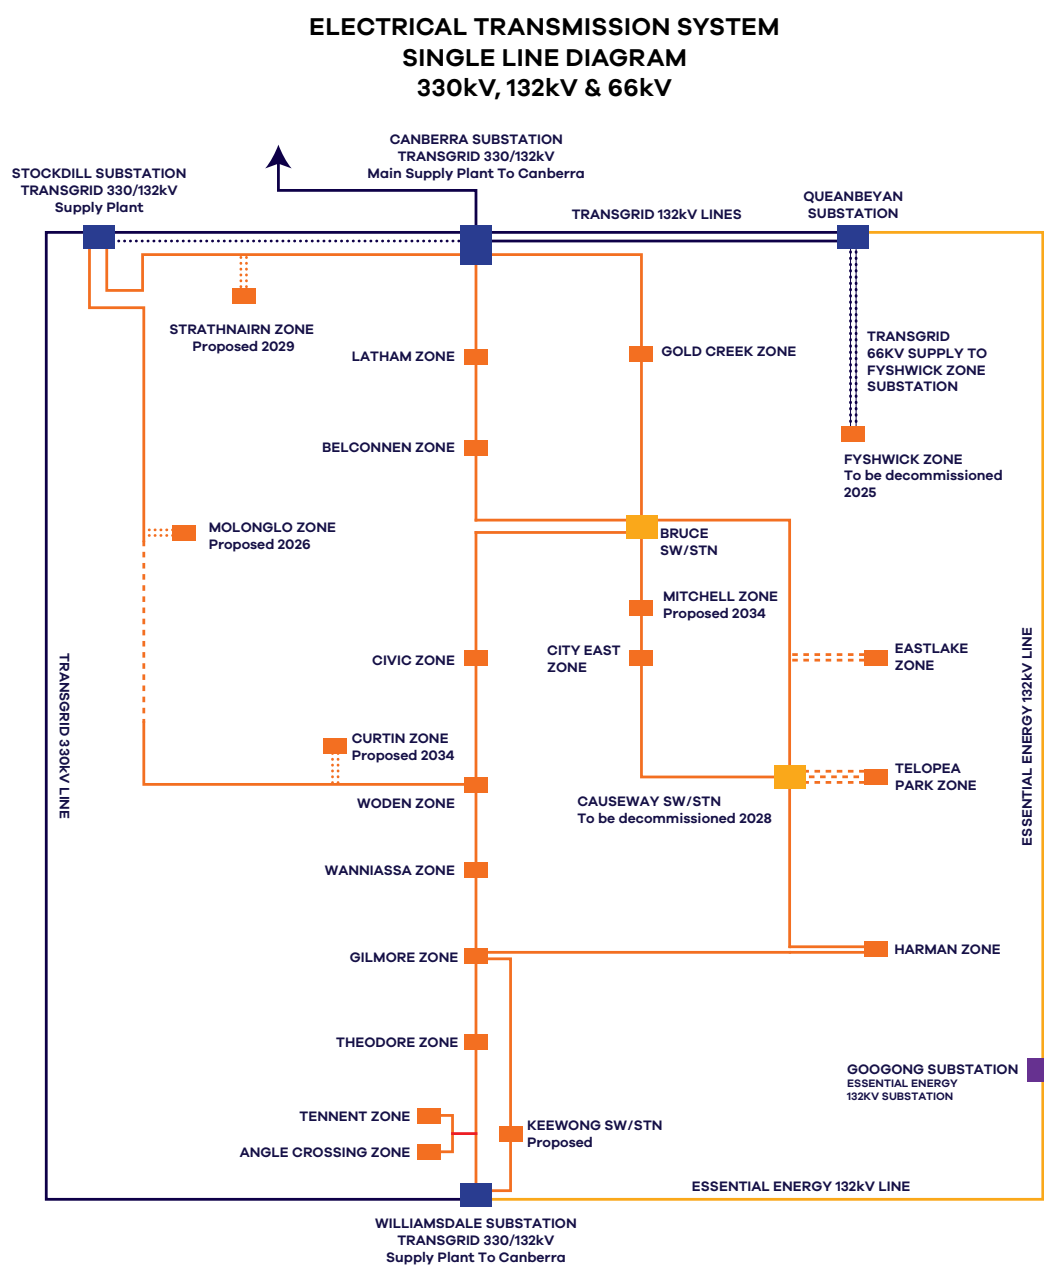 ELECTRICAL TRANSMISSION SYSTEM
SINGLE LINE DIAGRAM
330kV, 132kV & 66kV
CANBERRA SUBSTATION
TRANSGRID 330/132kV
Main Supply Plant To Canberra
STOCKDILL SUBSTATION
TRANSGRID 330/132kV
Supply Plant
TRANSGRID 132kV LINES
QUEANBEYAN
SUBSTATION
STRATHNAIRN ZONE
Proposed 2029
LATHAM ZONE
GOLD CREEK ZONE
TRANSGRID
66KV SUPPLY TO
FYSHWICK ZONE
SUBSTATION
BELCONNEN ZONE
FYSHWICK ZONE
To be decommissioned
2025
MOLONGLO ZONE
Proposed 2026
BRUCE
SW/STN
MITCHELL ZONE
Proposed 2034
CIVIC ZONE
CITY EAST
ZONE
EASTLAKE
ZONE
TRANSGRID 330KV LINE
ESSENTIAL ENERGY 132kV LINE
CURTIN ZONE
Proposed 2034
WODEN ZONE
CAUSEWAY SW/STN
To be decommissioned 2028
TELOPEA
PARK ZONE
WANNIASSA ZONE
GILMORE ZONE
HARMAN ZONE
THEODORE ZONE
GOOGONG SUBSTATION
ESSENTIAL ENERGY
132KV SUBSTATION
TENNENT ZONE
KEEWONG SW/STN
Proposed
ANGLE CROSSING ZONE
ESSENTIAL ENERGY 132kV LINE
WILLIAMSDALE SUBSTATION
TRANSGRID 330/132kV
Supply Plant To Canberra